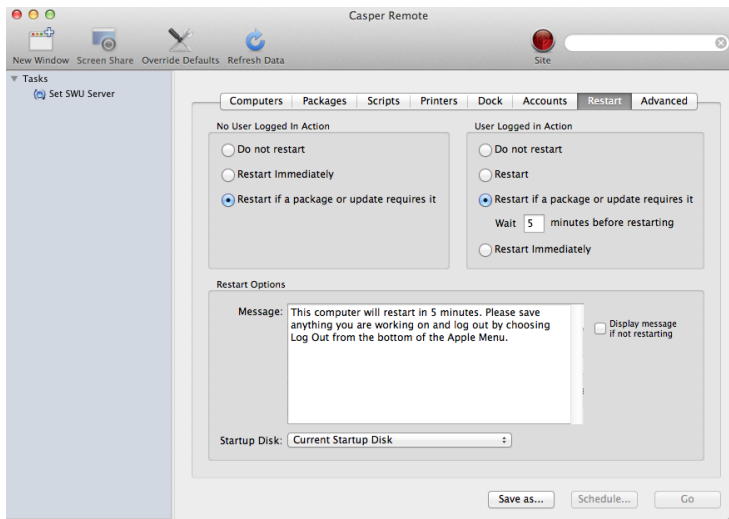 Casper Remote
New Window Screen Share Override Defaults Refresh Data Site
Tasks
Set SWU Server
Computers Packages Scripts Printers Dock Accounts Restart Advanced
No User Logged In Action
Do not restart
Restart Immediately
Restart if a package or update requires it
User Logged in Action
Do not restart
Restart
Restart if a package or update requires it
Wait 5 minutes before restarting
Restart Immediately
Restart Options
Message: This computer will restart in 5 minutes. Please save
anything you are working on and log out by choosing
Log Out from the bottom of the Apple Menu.
Display message
if not restarting
Startup Disk: Current Startup Disk
Save as... Schedule... Go